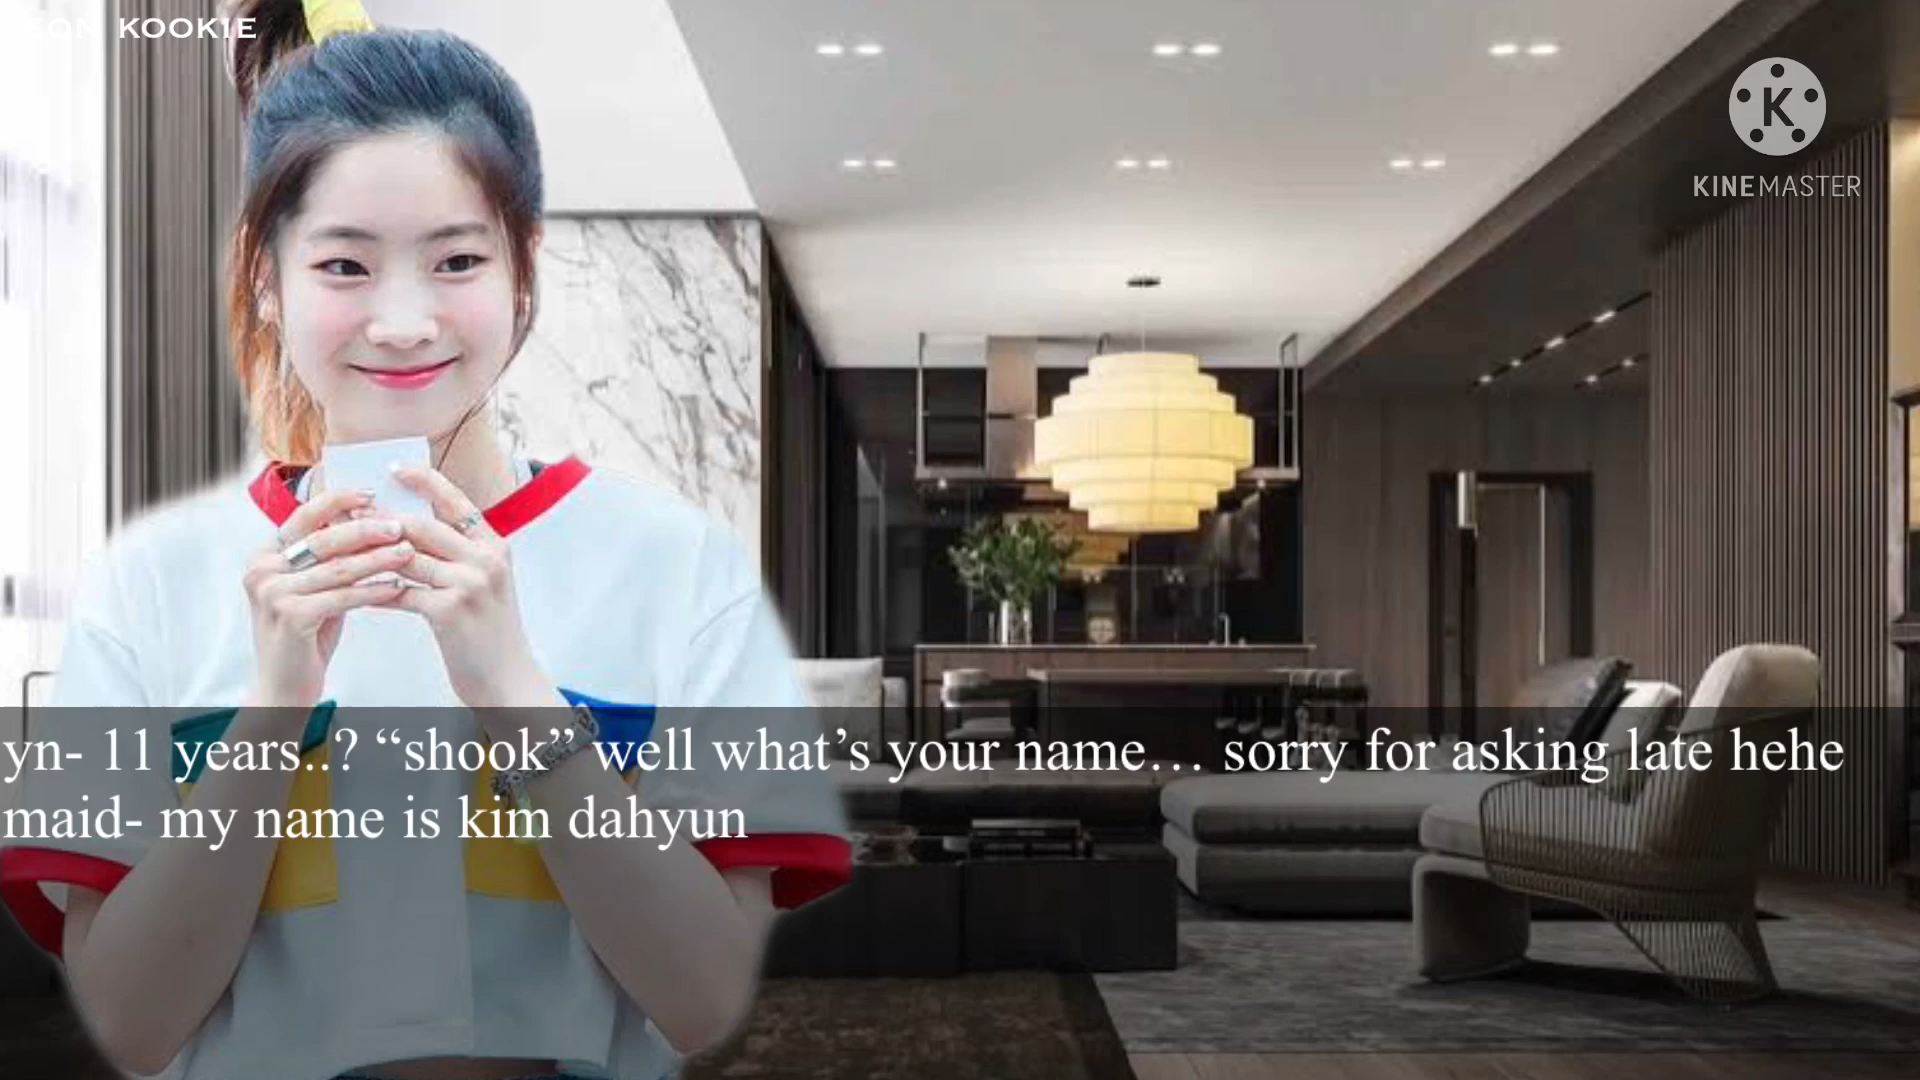 KOOKIE
K
KINEMASTER
yn- 11 years..? “shook” well what’s your name… sorry for asking late hehe
maid- my name is kim dahyun